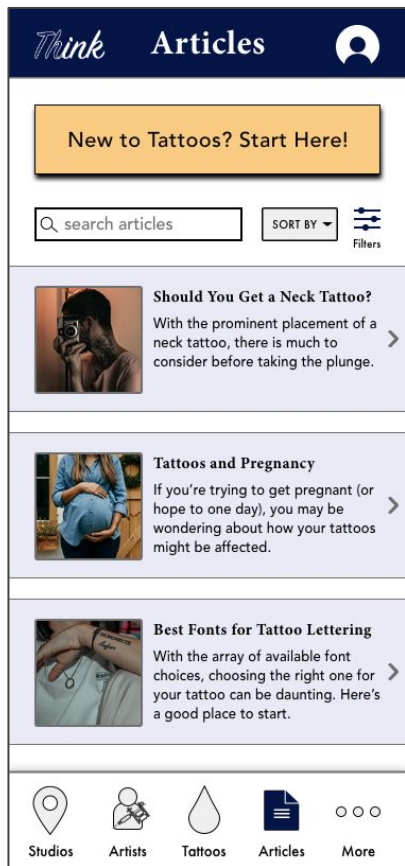 Think
Articles
New to Tattoos? Start Here!
search articles
SORT BY
Filters
Should You Get a Neck Tattoo?
With the prominent placement of a
neck tattoo, there is much to
consider before taking the plunge.
Tattoos and Pregnancy
If you’re trying to get pregnant (or
hope to one day), you may be
wondering about how your tattoos
might be affected.
Best Fonts for Tattoo Lettering
With the array of available font
choices, choosing the right one for
your tattoo can be daunting. Here’s
a good place to start.
Studios
Artists
Tattoos
Articles
More